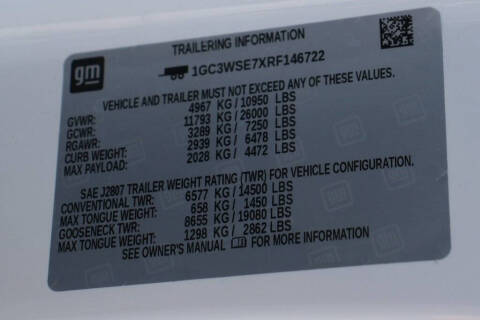 gm
TRAILERING INFORMATION
1GC3WSE7XRF146722
VEHICLE AND TRAILER MUST NOT EXCEED ANY OF THESE VALUES.
GVWR: 4967 KG/10950 LBS
GCWR: 11793 KG/26000 LBS
RGAWR: 3289 KG/ 7250 LBS
CURB WEIGHT: 2939 KG/ 6478 LBS
MAX PAYLOAD: 2028 KG/ 4472 LBS
SAE J2807 TRAILER WEIGHT RATING (TWR) FOR VEHICLE CONFIGURATION.
CONVENTIONAL TWR: 6577 KG/14500 LBS
MAX TONGUE WEIGHT: 658 KG/ 1450 LBS
GOOSENECK TWR: 8655 KG/19080 LBS
MAX TONGUE WEIGHT: 1298 KG/ 2862 LBS
SEE OWNER'S MANUAL FOR MORE INFORMATION